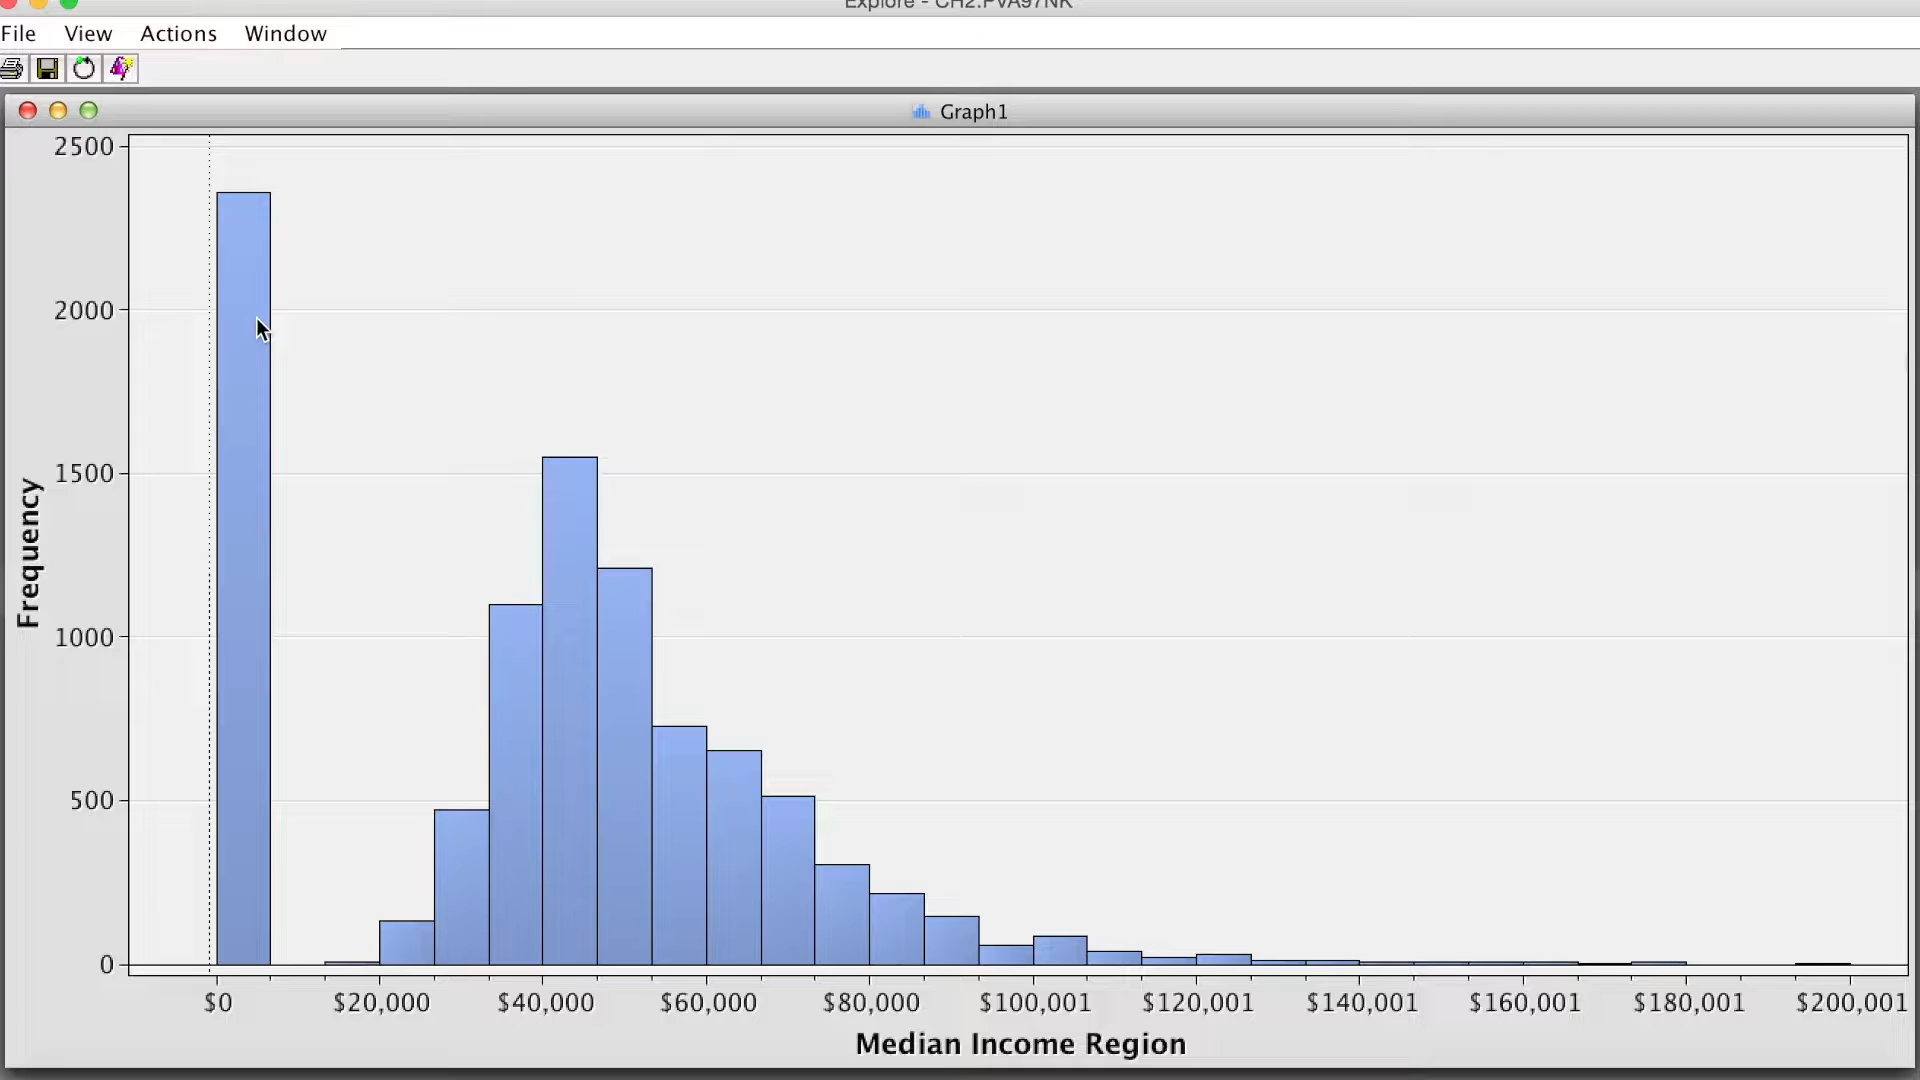 Explore - CH2.PVA97NK
File View Actions Window
Graph1
2500
2000
1500
1000
500
0
Frequency
$0 $20,000 $40,000 $60,000 $80,000 $100,001 $120,001 $140,001 $160,001 $180,001 $200,001
Median Income Region